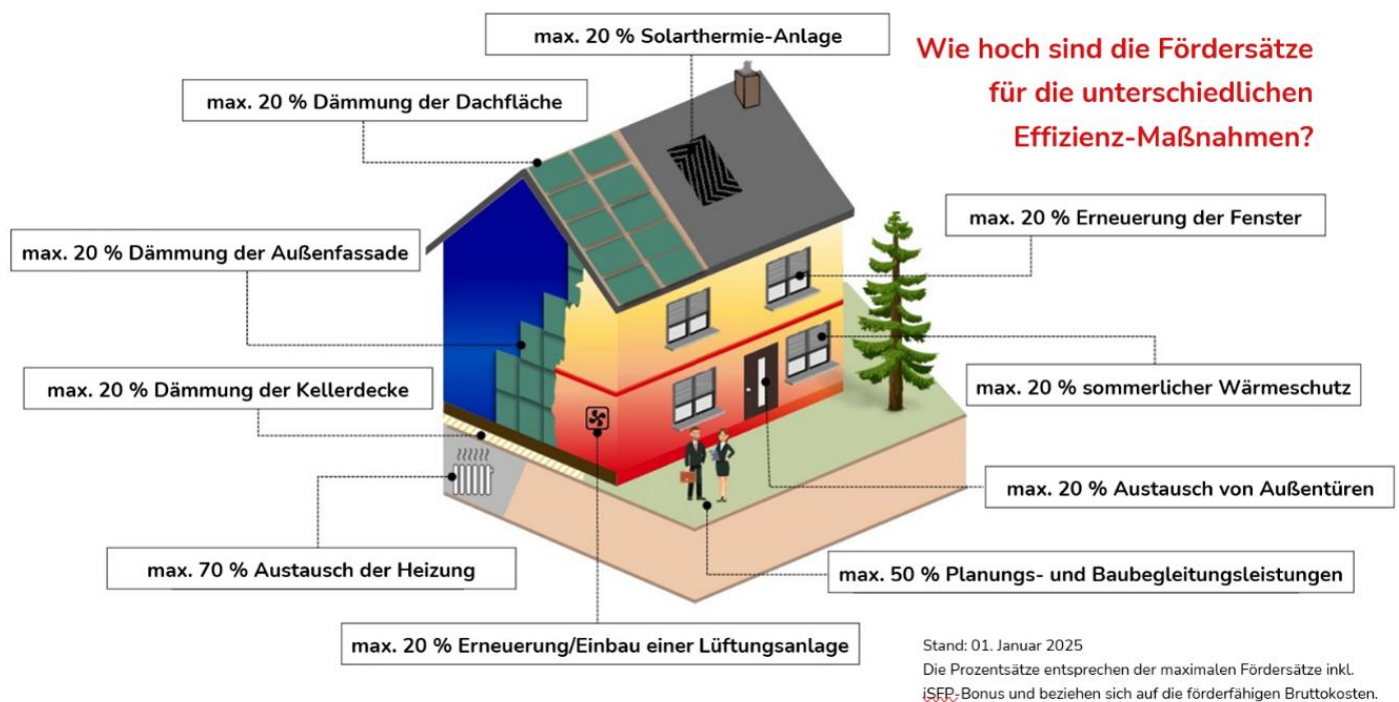 max. 20 % Solarthermie-Anlage
Wie hoch sind die Fördersätze
für die unterschiedlichen
Effizienz-Maßnahmen?
max. 20 % Dämmung der Dachfläche
max. 20 % Erneuerung der Fenster
max. 20 % Dämmung der Außenfassade
max. 20 % Dämmung der Kellerdecke
max. 20 % sommerlicher Wärmeschutz
max. 20 % Austausch von Außentüren
max. 70 % Austausch der Heizung
max. 50 % Planungs- und Baubegleitungsleistungen
max. 20 % Erneuerung/Einbau einer Lüftungsanlage
Stand: 01. Januar 2025
Die Prozentsätze entsprechen der maximalen Fördersätze inkl.
iSFP-Bonus und beziehen sich auf die förderfähigen Bruttokosten.